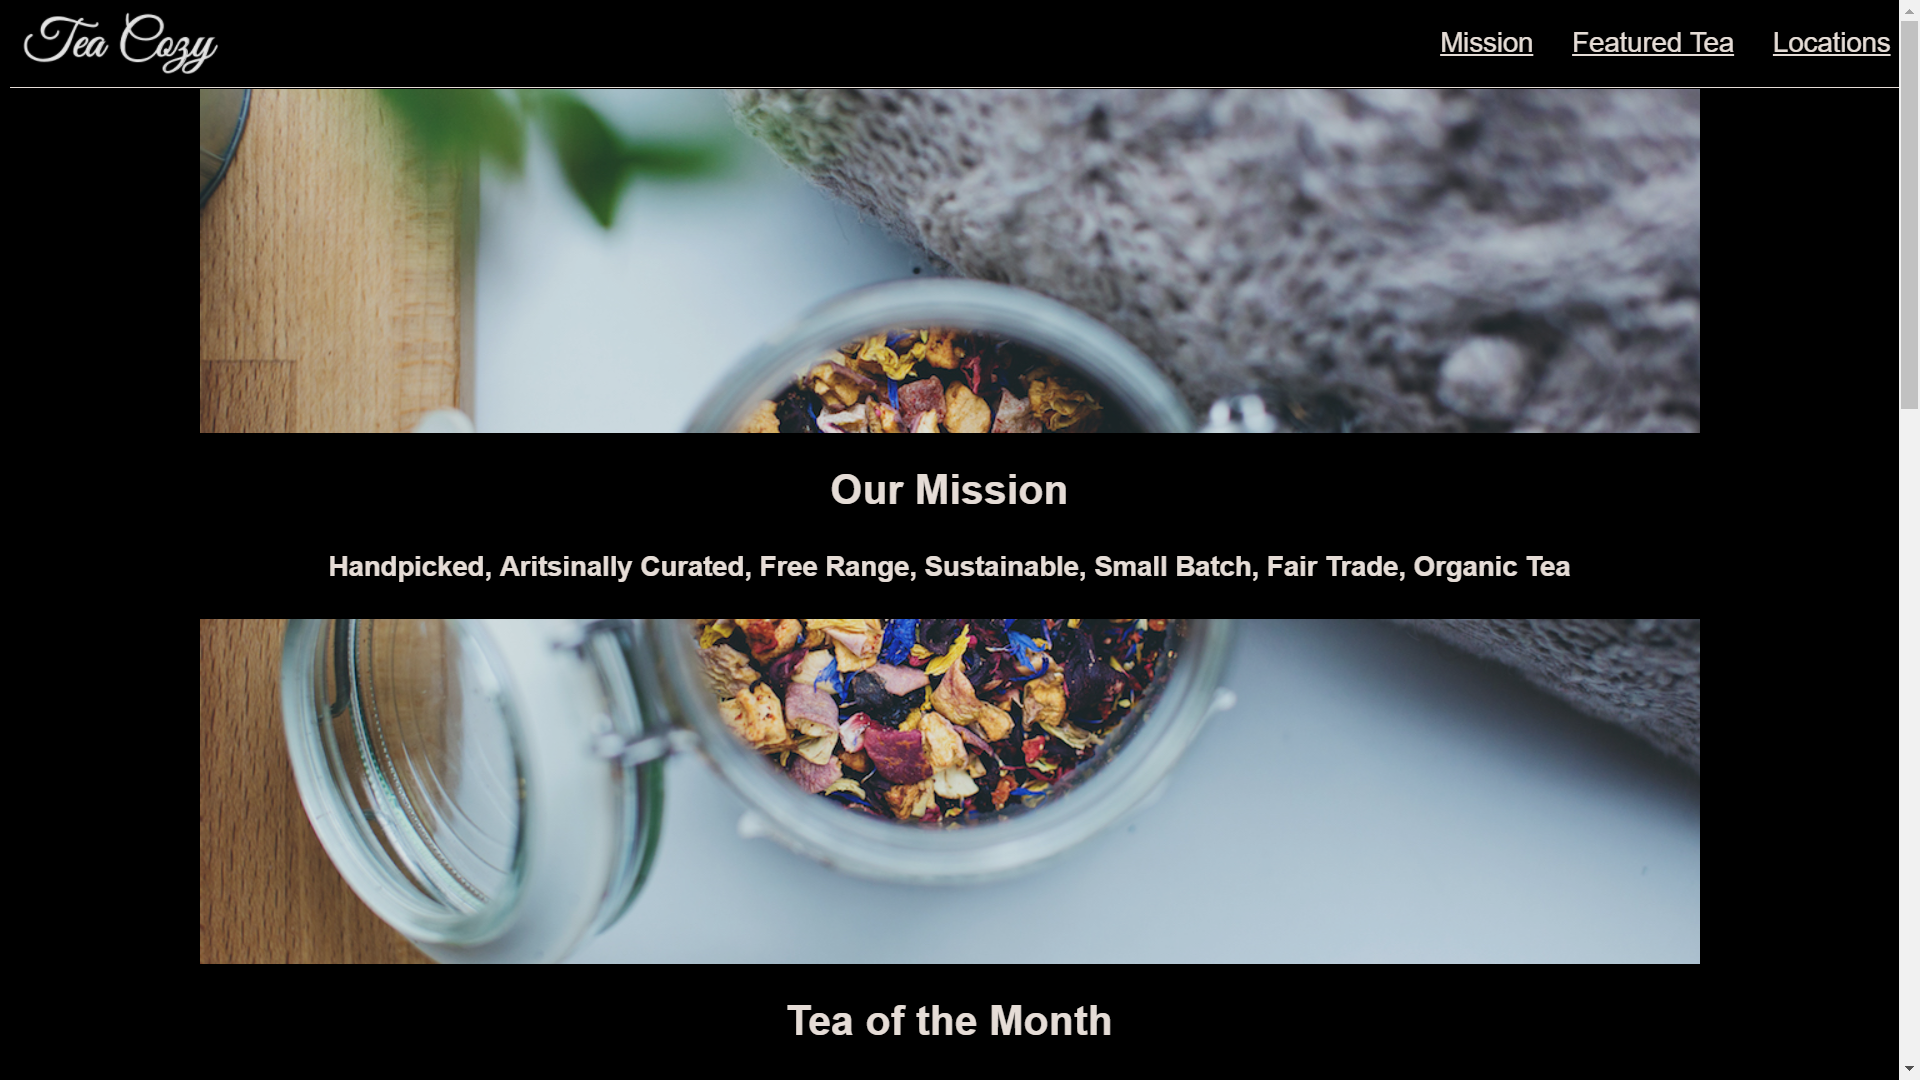 Tea Cozy
Mission
Featured Tea
Locations
Our Mission
Handpicked, Aritsinally Curated, Free Range, Sustainable, Small Batch, Fair Trade, Organic Tea
Tea of the Month